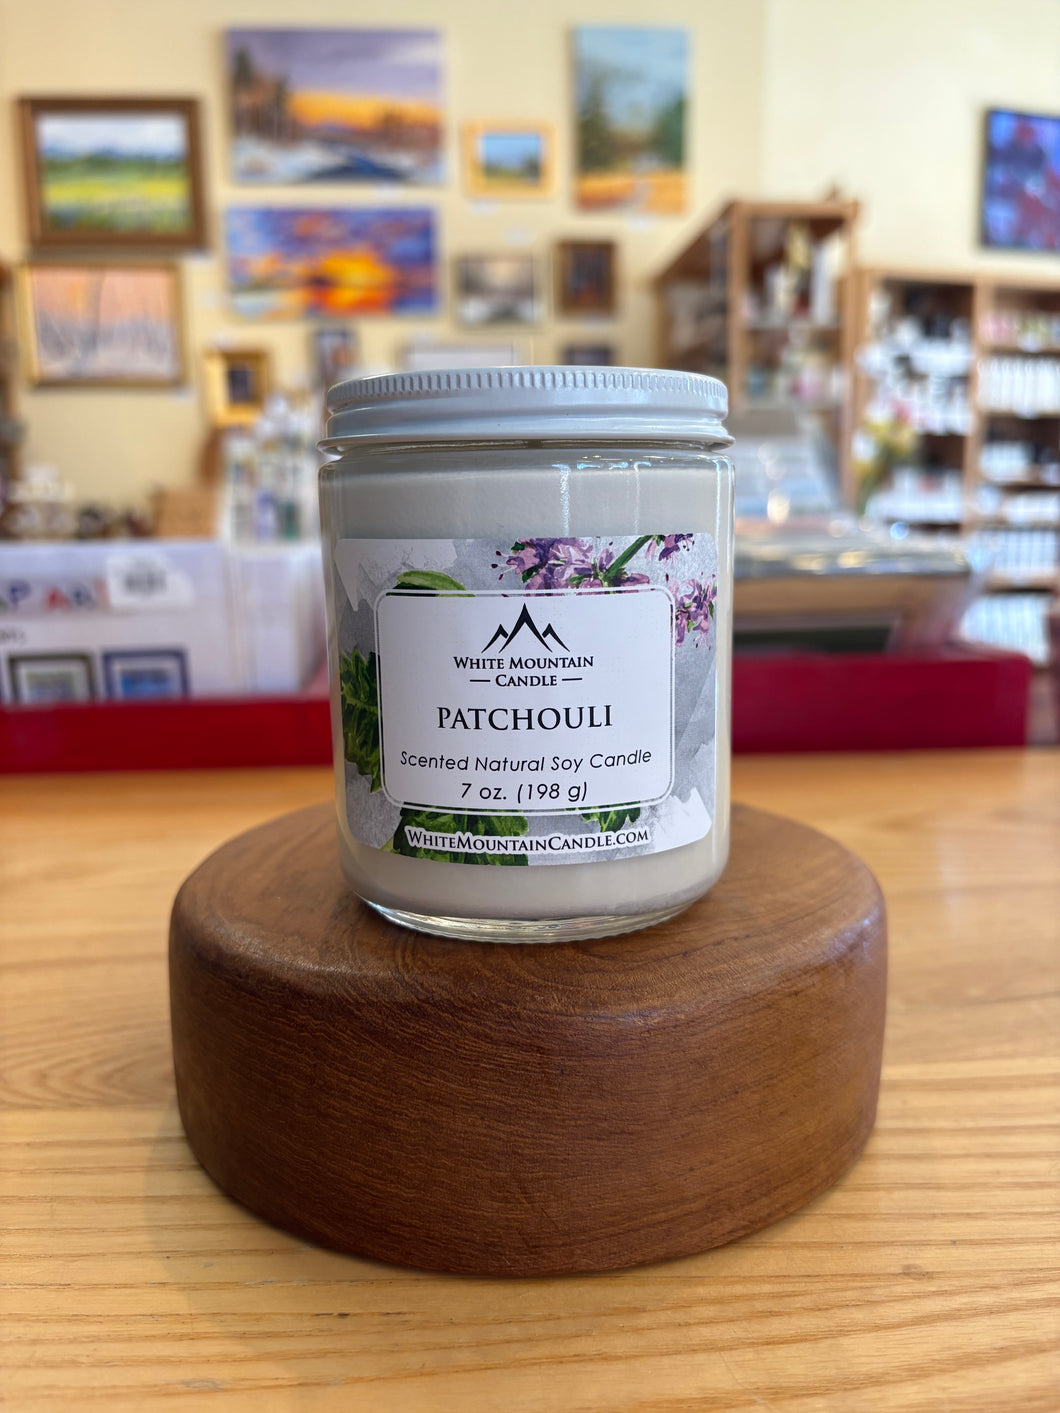 WHITE MOUNTAIN
CANDLE
PATCHOULI
Scented Natural Soy Candle
7 oz. (198 g)
WHITEMOUNTAINCANDLE.COM